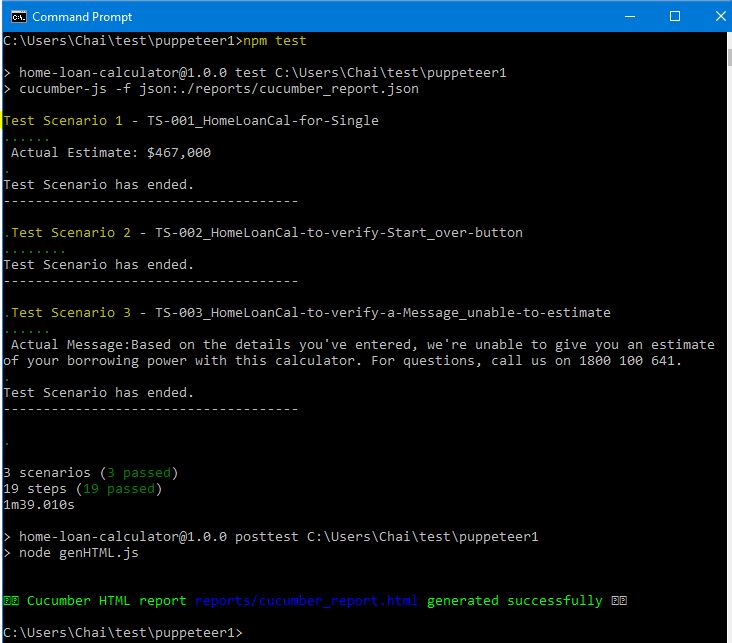 Command Prompt
C:\Users\Chai\test\puppeteer1>npm test
> home-loan-calculator@1.0.0 test C:\Users\Chai\test\puppeteer1
> cucumber-js -f json:./reports/cucumber_report.json
Test Scenario 1 - TS-001_HomeLoanCal-for-Single
......
Actual Estimate: $467,000
.
Test Scenario has ended.
-------------------------------------
.Test Scenario 2 - TS-002_HomeLoanCal-to-verify-Start_over-button
........
Test Scenario has ended.
-------------------------------------
.Test Scenario 3 - TS-003_HomeLoanCal-to-verify-a-Message_unable-to-estimate
......
Actual Message:Based on the details you've entered, we're unable to give you an estimate
of your borrowing power with this calculator. For questions, call us on 1800 100 641.
.
Test Scenario has ended.
-------------------------------------
.
3 scenarios (3 passed)
19 steps (19 passed)
1m39.010s
> home-loan-calculator@1.0.0 posttest C:\Users\Chai\test\puppeteer1
> node genHTML.js
Cucumber HTML report reports/cucumber_report.html generated successfully
C:\Users\Chai\test\puppeteer1>